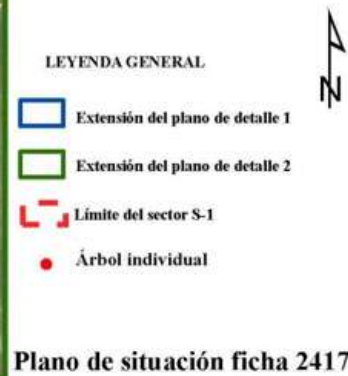 LEYENDA GENERAL
N
Extensión del plano de detalle 1
Extensión del plano de detalle 2
Límite del sector S-1
Árbol individual
Plano de situación ficha 2417